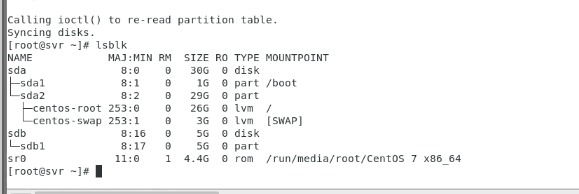 Calling ioctl() to re-read partition table.
Syncing disks.
[root@svr ~]# lsblk
NAME            MAJ:MIN RM  SIZE RO TYPE MOUNTPOINT
sda               8:0    0   30G  0 disk
├─sda1            8:1    0    1G  0 part /boot
└─sda2            8:2    0   29G  0 part
  ├─centos-root 253:0    0   26G  0 lvm  /
  └─centos-swap 253:1    0    3G  0 lvm  [SWAP]
sdb               8:16   0    5G  0 disk
└─sdb1            8:17   0    5G  0 part
sr0              11:0    1  4.4G  0 rom  /run/media/root/CentOS 7 x86_64
[root@svr ~]#